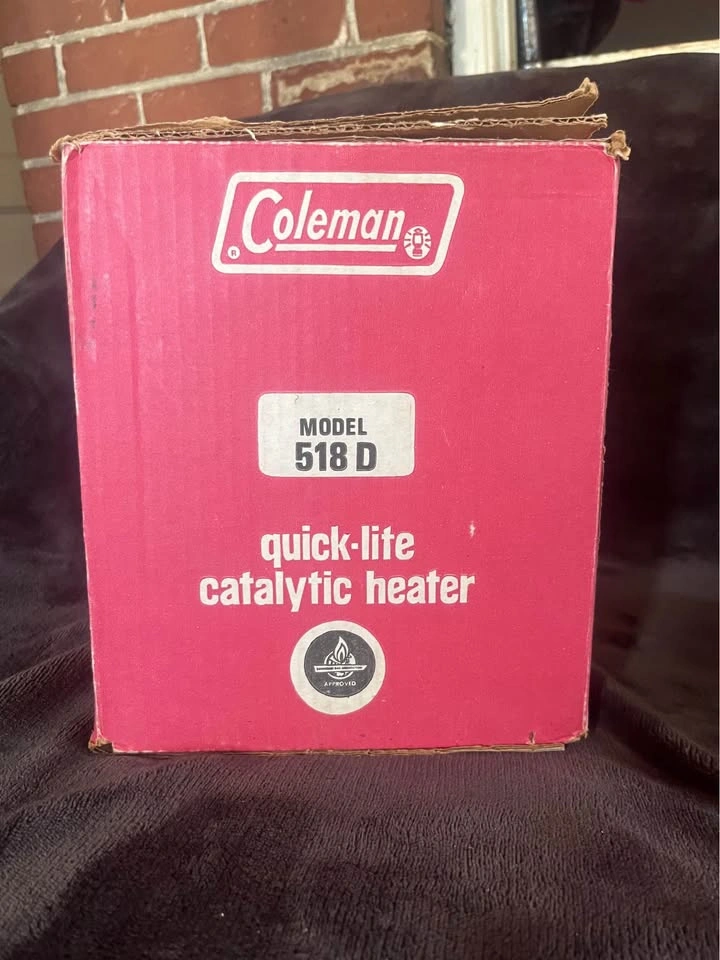 Coleman
®
MODEL
518 D
quick-lite
catalytic heater
APPROVED